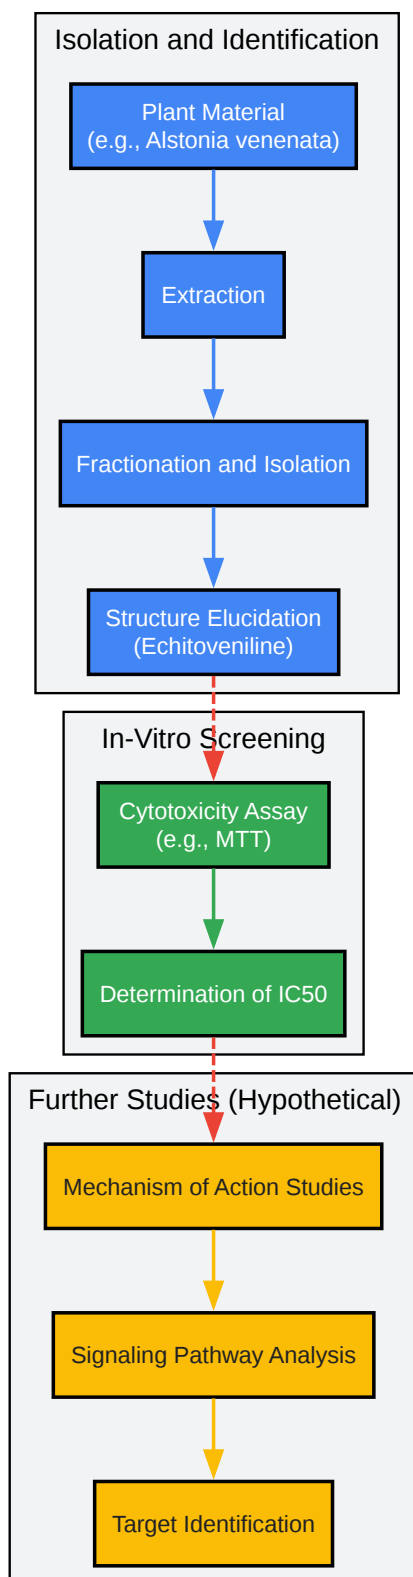 Isolation and Identification
Plant Material
(e.g., Alstonia venenata)
Extraction
Fractionation and Isolation
Structure Elucidation
(Echitoveniline)
In-Vitro Screening
Cytotoxicity Assay
(e.g., MTT)
Determination of IC50
Further Studies (Hypothetical)
Mechanism of Action Studies
Signaling Pathway Analysis
Target Identification